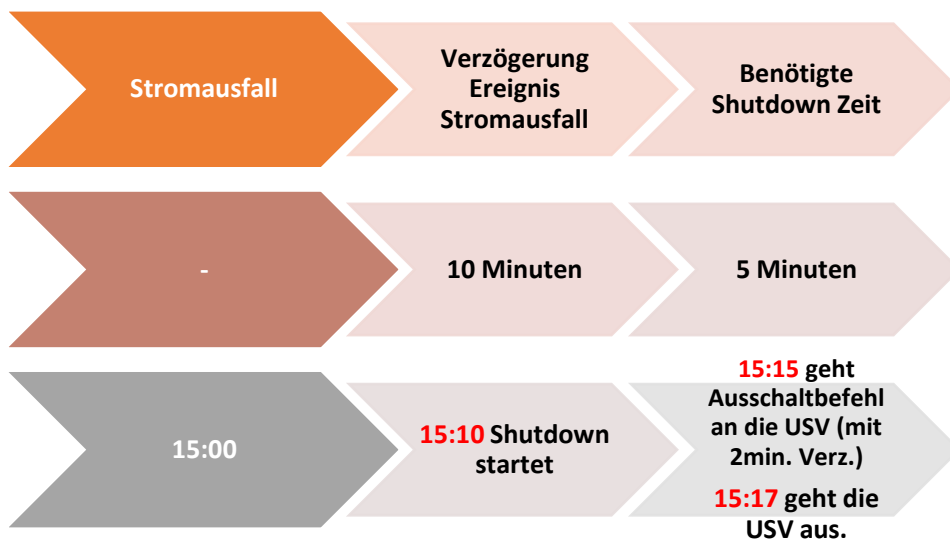 Stromausfall
Verzögerung
Ereignis
Stromausfall
Benötigte
Shutdown Zeit
-
10 Minuten
5 Minuten
15:00
15:10 Shutdown
startet
15:15 geht
Ausschaltbefehl
an die USV (mit
2min. Verz.)
15:17 geht die
USV aus.